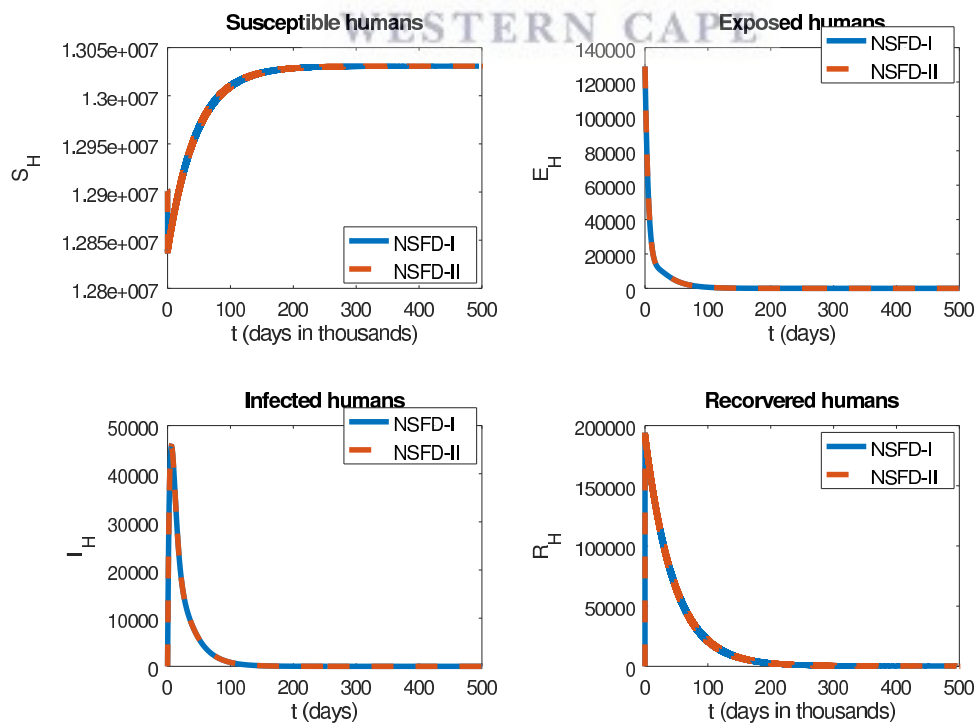 WESTERN CAPE
Susceptible humans
1.305e+007
1.3e+007
1.295e+007
1.29e+007
1.285e+007
1.28e+007
S_H
0 100 200 300 400 500
t (days in thousands)
NSFD-I
NSFD-II
Exposed humans
140000
120000
100000
80000
60000
40000
20000
0
E_H
0 100 200 300 400 500
t (days)
NSFD-I
NSFD-II
Infected humans
50000
40000
30000
20000
10000
0
I_H
0 100 200 300 400 500
t (days)
NSFD-I
NSFD-II
Recorvered humans
200000
150000
100000
50000
0
R_H
0 100 200 300 400 500
t (days in thousands)
NSFD-I
NSFD-II